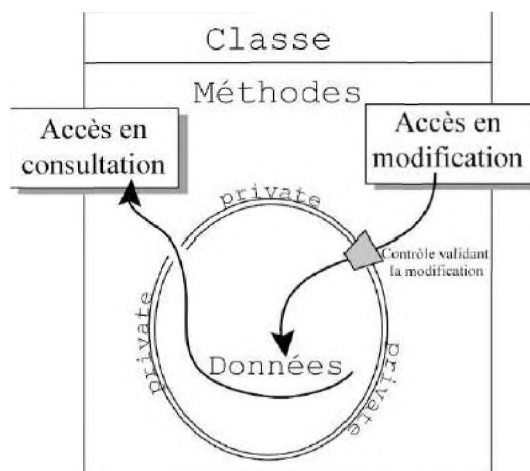 Classe
Méthodes
Accès en
consultation
Accès en
modification
private
Contrôle validant
la modification
private
Données
private